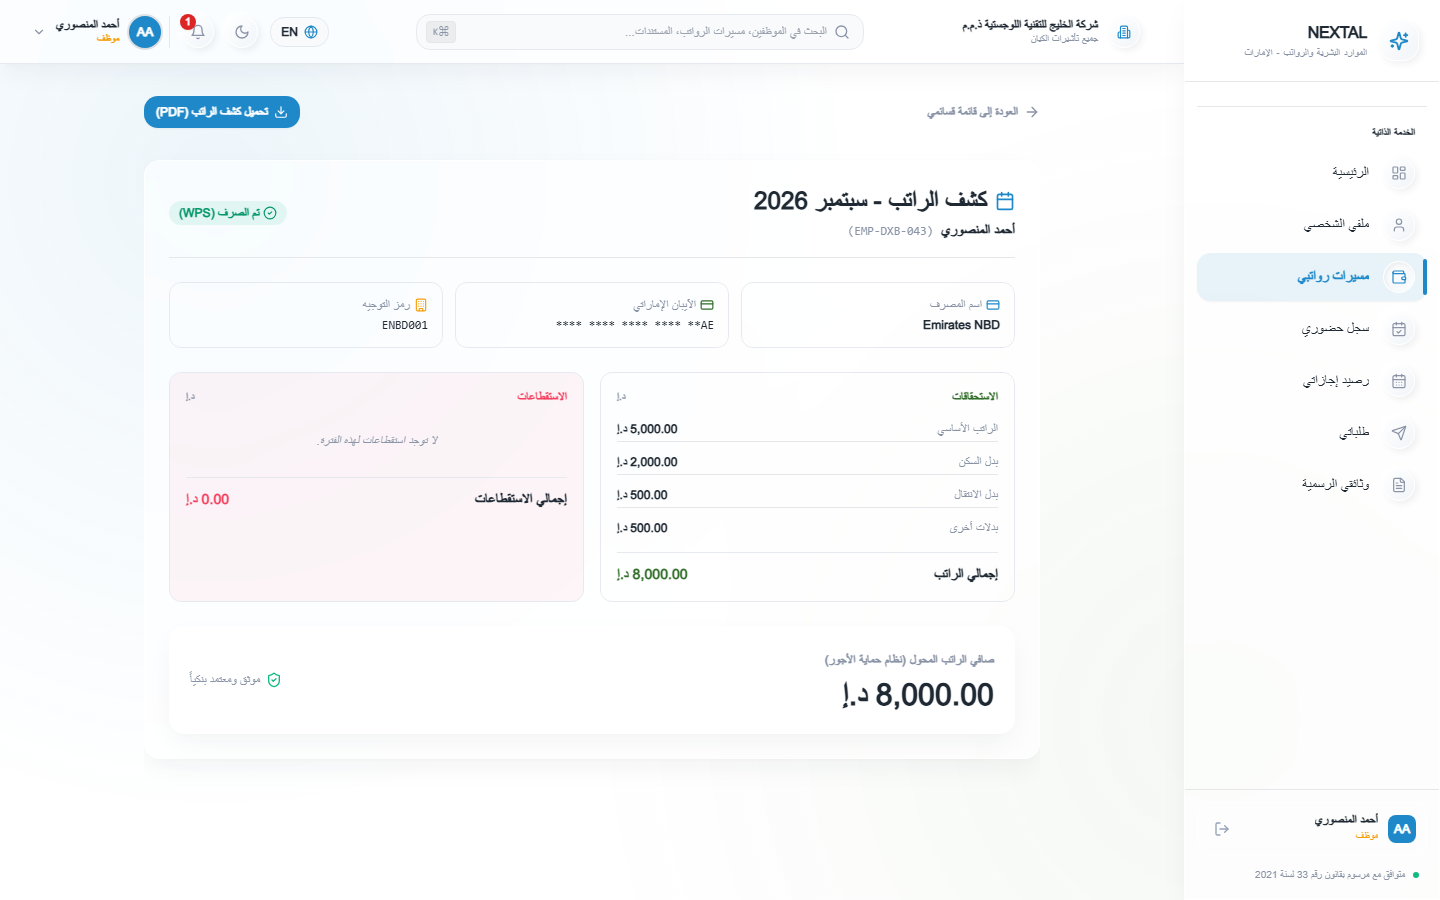 NEXTAL
الموارد البشرية والرواتب - الإمارات
الخدمة الذاتية
الرئيسية
ملفي الشخصي
مسيرات رواتبي
سجل حضوري
رصيد إجازاتي
طلباتي
وثائقي الرسمية
أحمد المنصوري
موظف
AA
متوافق مع مرسوم بقانون رقم 33 لسنة 2021
شركة الخليج للتقنية اللوجستية ذ.م.م
جميع تأشيرات الكيان
البحث في الموظفين، مسيرات الرواتب، المستندات...
⌘K
EN
1
AA
أحمد المنصوري
موظف
العودة إلى قائمة قسائمي
تحميل كشف الراتب (PDF)
كشف الراتب - سبتمبر 2026
أحمد المنصوري (EMP-DXB-043)
تم الصرف (WPS)
اسم المصرف
Emirates NBD
الآيبان الإماراتي
**** **** **** **** **AE
رمز التوجيه
ENBD001
الاستحقاقات د.إ
الراتب الأساسي 5,000.00 د.إ
بدل السكن 2,000.00 د.إ
بدل الانتقال 500.00 د.إ
بدلات أخرى 500.00 د.إ
إجمالي الراتب 8,000.00 د.إ
الاستقطاعات د.إ
لا توجد استقطاعات لهذه الفترة.
إجمالي الاستقطاعات 0.00 د.إ
صافي الراتب المحول (نظام حماية الأجور)
8,000.00 د.إ
موثق ومعتمد بنكياً